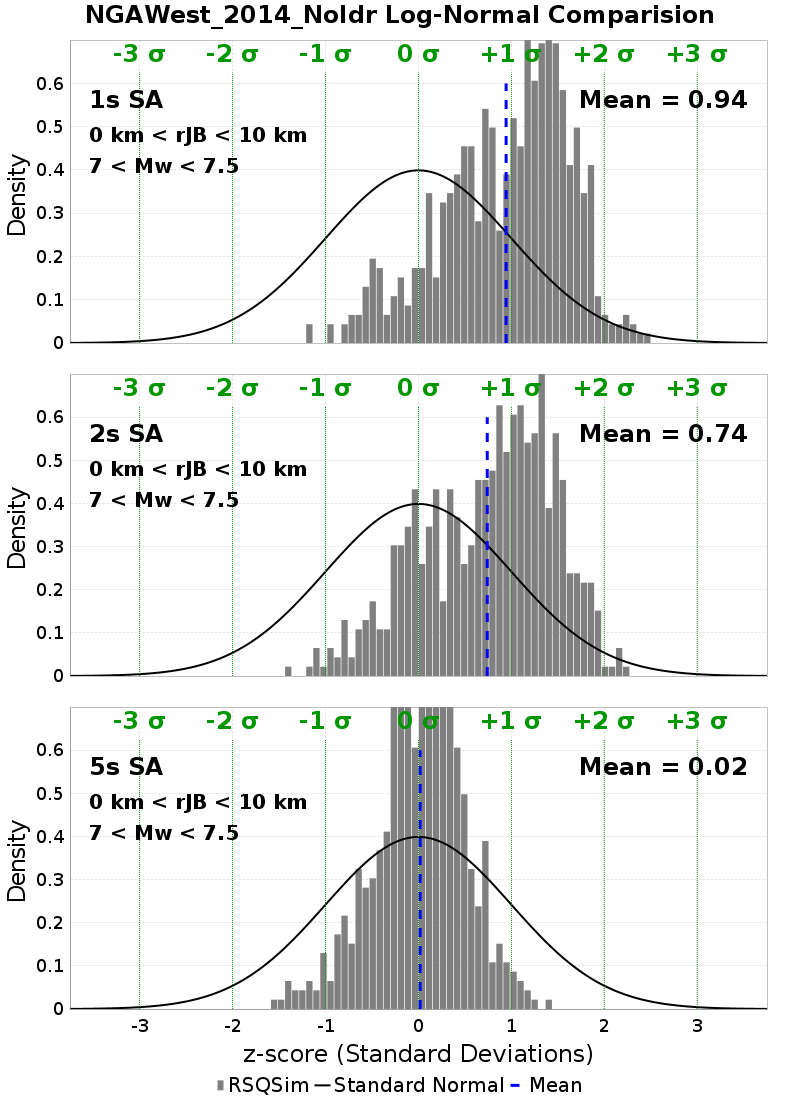 NGAWest_2014_NoIdr Log-Normal Comparision
-3 σ -2 σ -1 σ 0 σ +1 σ +2 σ +3 σ
1s SA
Mean = 0.94
0 km < rJB < 10 km
7 < Mw < 7.5
Density
0.6
0.5
0.4
0.3
0.2
0.1
0
-3 σ -2 σ -1 σ 0 σ +1 σ +2 σ +3 σ
2s SA
Mean = 0.74
0 km < rJB < 10 km
7 < Mw < 7.5
Density
0.6
0.5
0.4
0.3
0.2
0.1
0
-3 σ -2 σ -1 σ 0 σ +1 σ +2 σ +3 σ
5s SA
Mean = 0.02
0 km < rJB < 10 km
7 < Mw < 7.5
Density
0.6
0.5
0.4
0.3
0.2
0.1
0
-3 -2 -1 0 1 2 3
z-score (Standard Deviations)
RSQSim Standard Normal Mean